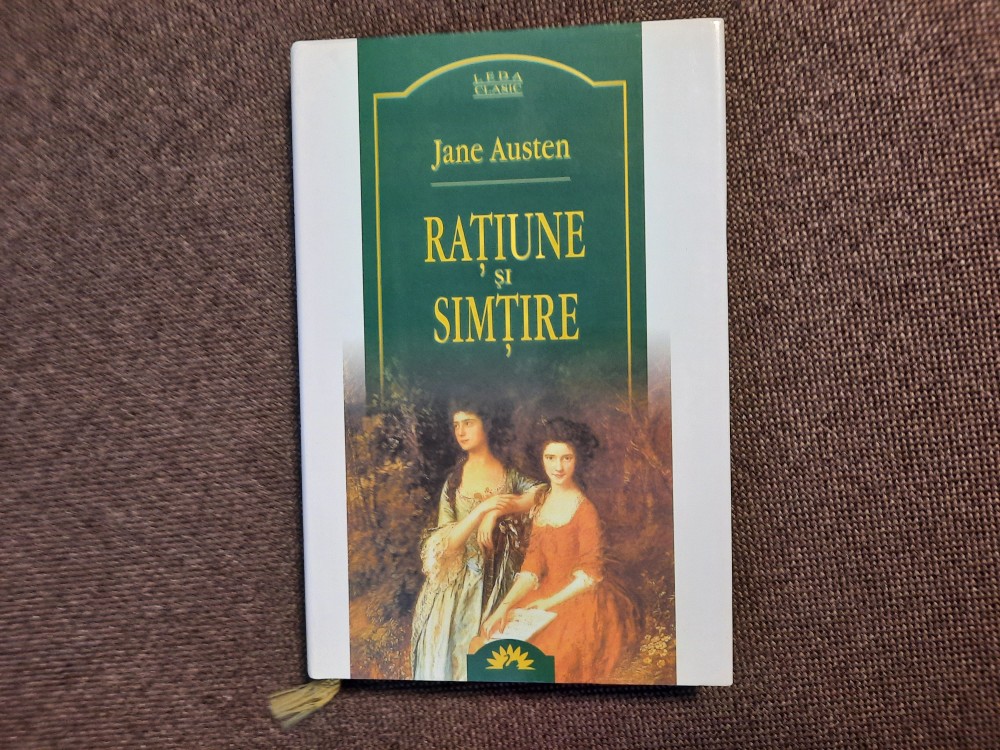 LEDA
CLASIC
Jane Austen
RAȚIUNE
ȘI
SIMȚIRE